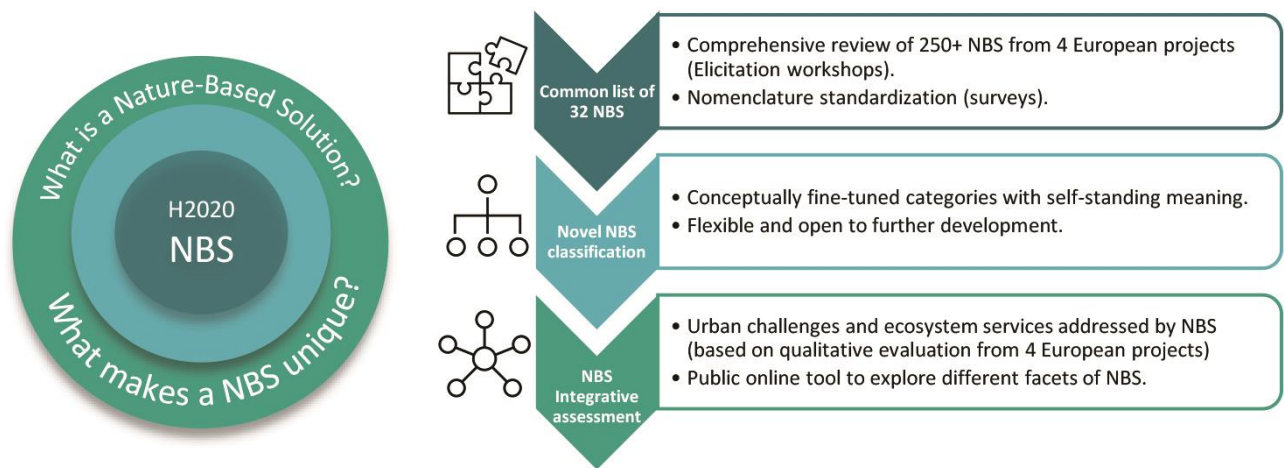 What is a Nature-Based Solution?
H2020
NBS
What makes a NBS unique?
Common list of
32 NBS
• Comprehensive review of 250+ NBS from 4 European projects
(Elicitation workshops).
• Nomenclature standardization (surveys).
Novel NBS
classification
• Conceptually fine-tuned categories with self-standing meaning.
• Flexible and open to further development.
NBS
Integrative
assessment
• Urban challenges and ecosystem services addressed by NBS
(based on qualitative evaluation from 4 European projects)
• Public online tool to explore different facets of NBS.